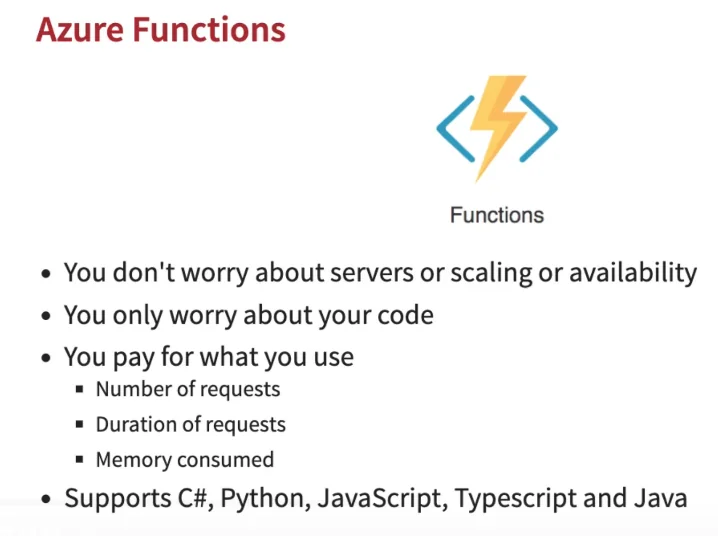 Azure Functions
Functions
• You don't worry about servers or scaling or availability
• You only worry about your code
• You pay for what you use
▪ Number of requests
▪ Duration of requests
▪ Memory consumed
• Supports C#, Python, JavaScript, Typescript and Java